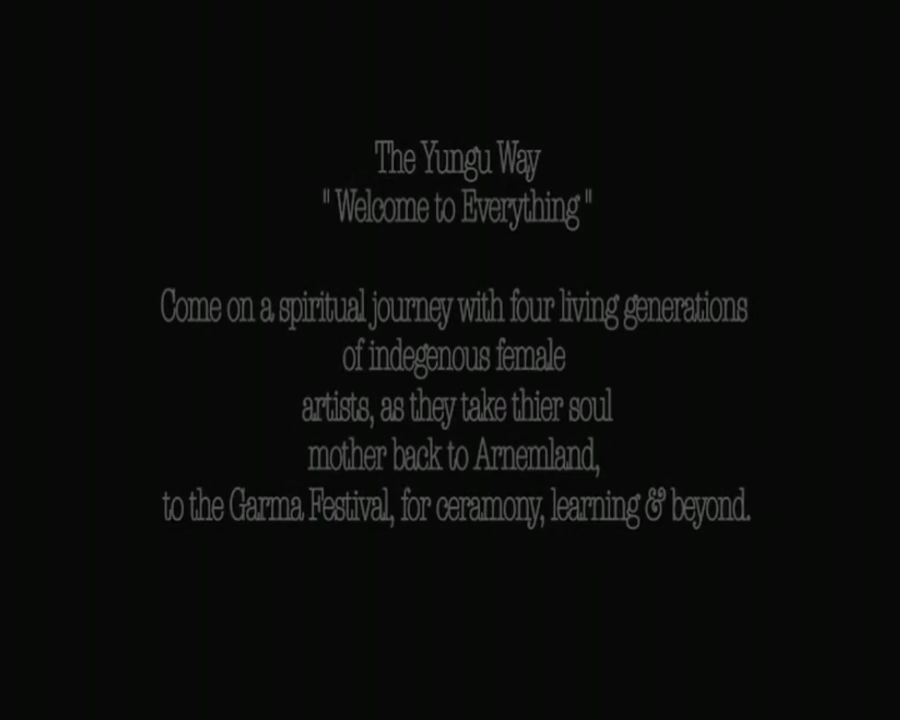 The Yungu Way
" Welcome to Everything "
Come on a spiritual journey with four living generations
of indegenous female
artists, as they take thier soul
mother back to Arnemland,
to the Garma Festival, for ceramony, learning & beyond.